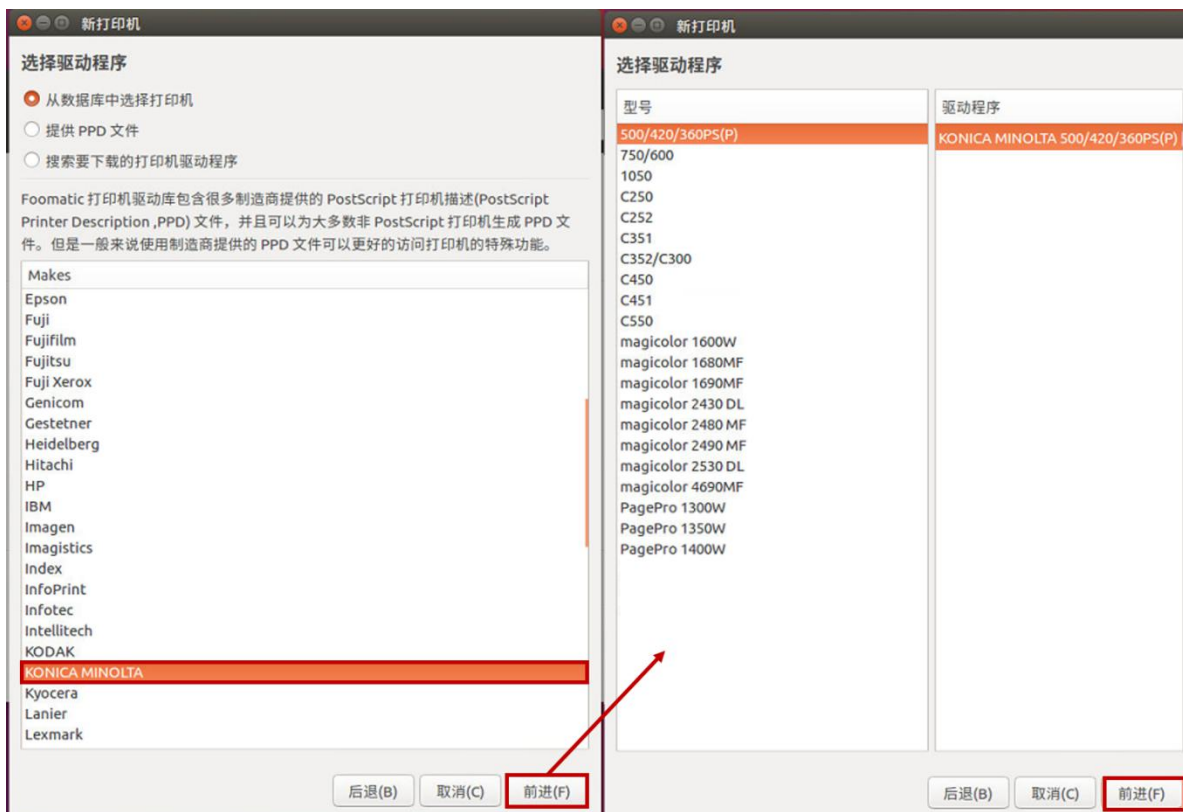 新打印机
选择驱动程序
从数据库中选择打印机
提供 PPD 文件
搜索要下载的打印机驱动程序
Foomatic 打印机驱动库包含很多制造商提供的 PostScript 打印机描述(PostScript
Printer Description ,PPD) 文件，并且可以为大多数非 PostScript 打印机生成 PPD 文
件。但是一般来说使用制造商提供的 PPD 文件可以更好的访问打印机的特殊功能。
Makes
Epson
Fuji
Fujifilm
Fujitsu
Fuji Xerox
Genicom
Gestetner
Heidelberg
Hitachi
HP
IBM
Imagen
Imagistics
Index
InfoPrint
Infotec
Intellitech
KODAK
KONICA MINOLTA
Kyocera
Lanier
Lexmark
后退(B) 取消(C) 前进(F)
新打印机
选择驱动程序
型号
500/420/360PS(P)
750/600
1050
C250
C252
C351
C352/C300
C450
C451
C550
magicolor 1600W
magicolor 1680MF
magicolor 1690MF
magicolor 2430 DL
magicolor 2480 MF
magicolor 2490 MF
magicolor 2530 DL
magicolor 4690MF
PagePro 1300W
PagePro 1350W
PagePro 1400W
驱动程序
KONICA MINOLTA 500/420/360PS(P)
后退(B) 取消(C) 前进(F)